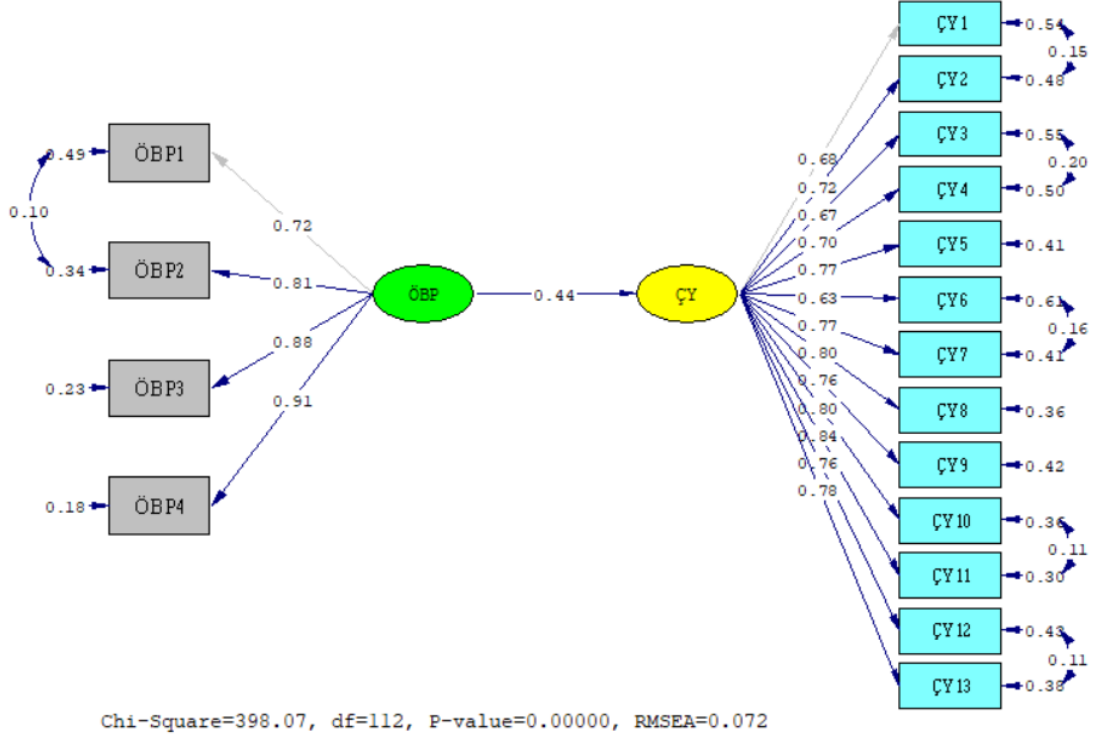 ÖBP1
ÖBP2
ÖBP3
ÖBP4
0.49
0.34
0.23
0.18
0.10
0.72
0.81
0.88
0.91
ÖBP
0.44
ÇY
0.68
0.72
0.67
0.70
0.77
0.63
0.77
0.80
0.76
0.80
0.84
0.76
0.78
ÇY1
ÇY2
ÇY3
ÇY4
ÇY5
ÇY6
ÇY7
ÇY8
ÇY9
ÇY10
ÇY11
ÇY12
ÇY13
0.54
0.15
0.48
0.55
0.20
0.50
0.41
0.61
0.16
0.41
0.36
0.42
0.36
0.11
0.30
0.43
0.11
0.38
Chi-Square=398.07, df=112, P-value=0.00000, RMSEA=0.072